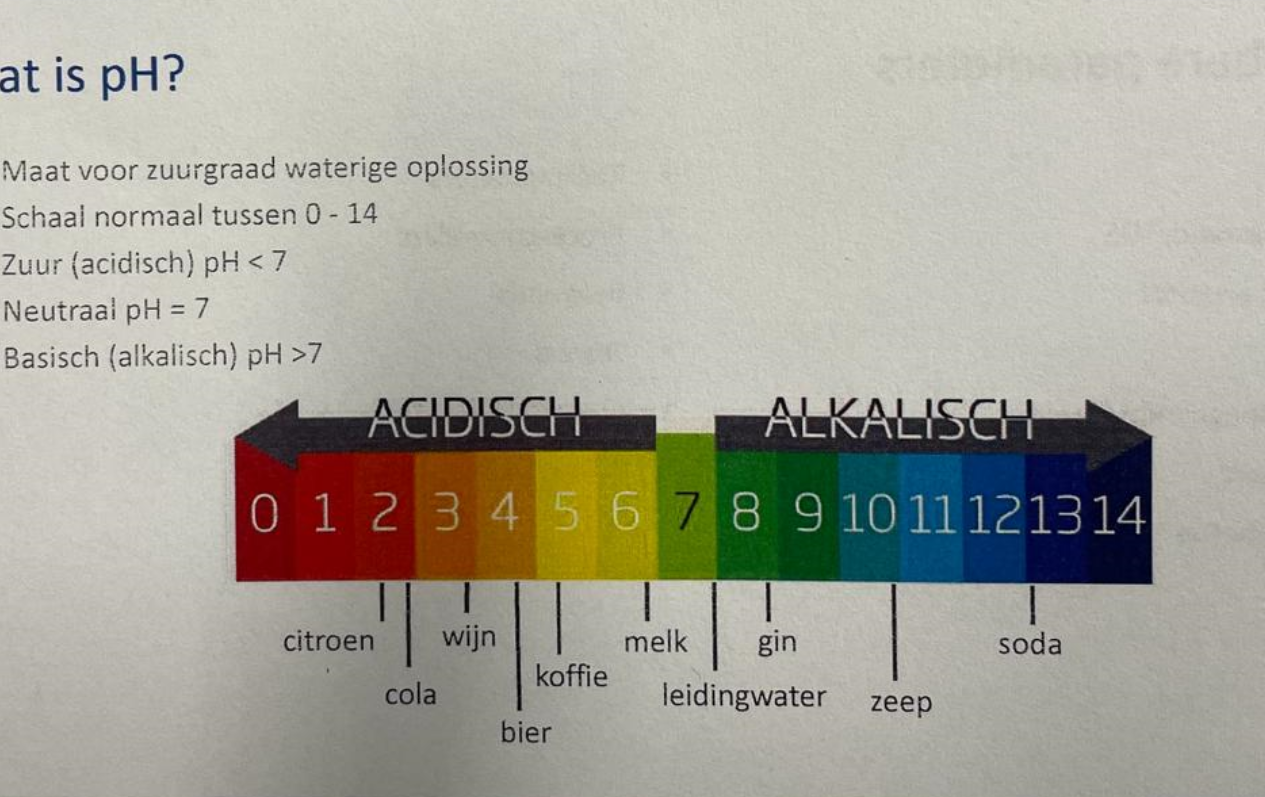 at is pH?
Maat voor zuurgraad waterige oplossing
Schaal normaal tussen 0 - 14
Zuur (acidisch) pH < 7
Neutraal pH = 7
Basisch (alkalisch) pH >7
ACIDISCH ALKALISCH
0 1 2 3 4 5 6 7 8 9 10 11 12 13 14
citroen wijn melk gin soda
koffie
cola leidingwater zeep
bier